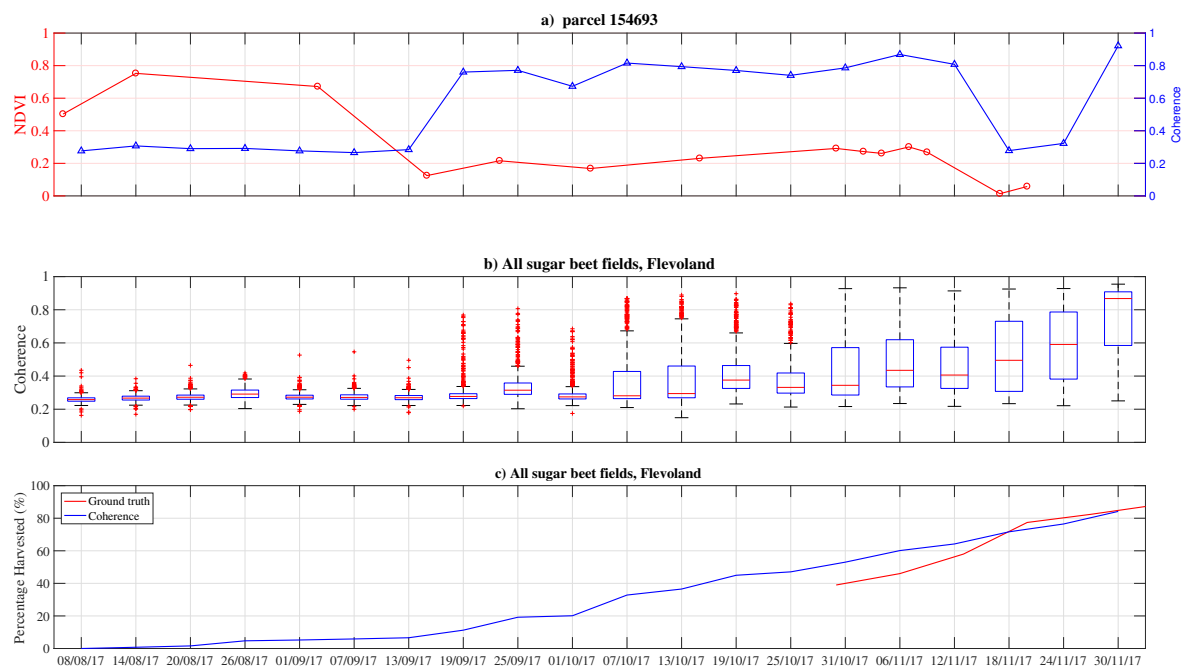 a) parcel 154693
1
0.8
0.6
0.4
0.2
0
NDVI
1
0.8
0.6
0.4
0.2
0
Coherence
b) All sugar beet fields, Flevoland
1
0.8
0.6
0.4
0.2
0
Coherence
c) All sugar beet fields, Flevoland
100
80
60
40
20
0
Percentage Harvested (%)
Ground truth
Coherence
08/08/17 14/08/17 20/08/17 26/08/17 01/09/17 07/09/17 13/09/17 19/09/17 25/09/17 01/10/17 07/10/17 13/10/17 19/10/17 25/10/17 31/10/17 06/11/17 12/11/17 18/11/17 24/11/17 30/11/17